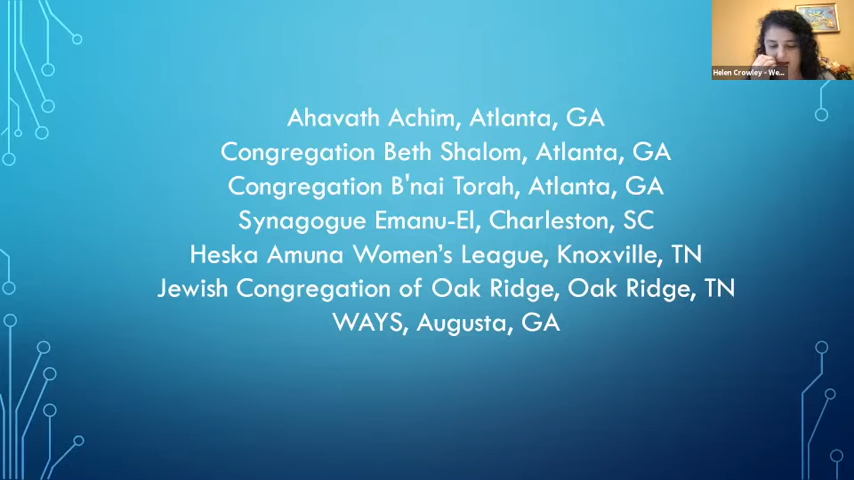 Helen Crowley - We...
Ahavath Achim, Atlanta, GA
Congregation Beth Shalom, Atlanta, GA
Congregation B'nai Torah, Atlanta, GA
Synagogue Emanu-El, Charleston, SC
Heska Amuna Women’s League, Knoxville, TN
Jewish Congregation of Oak Ridge, Oak Ridge, TN
WAYS, Augusta, GA